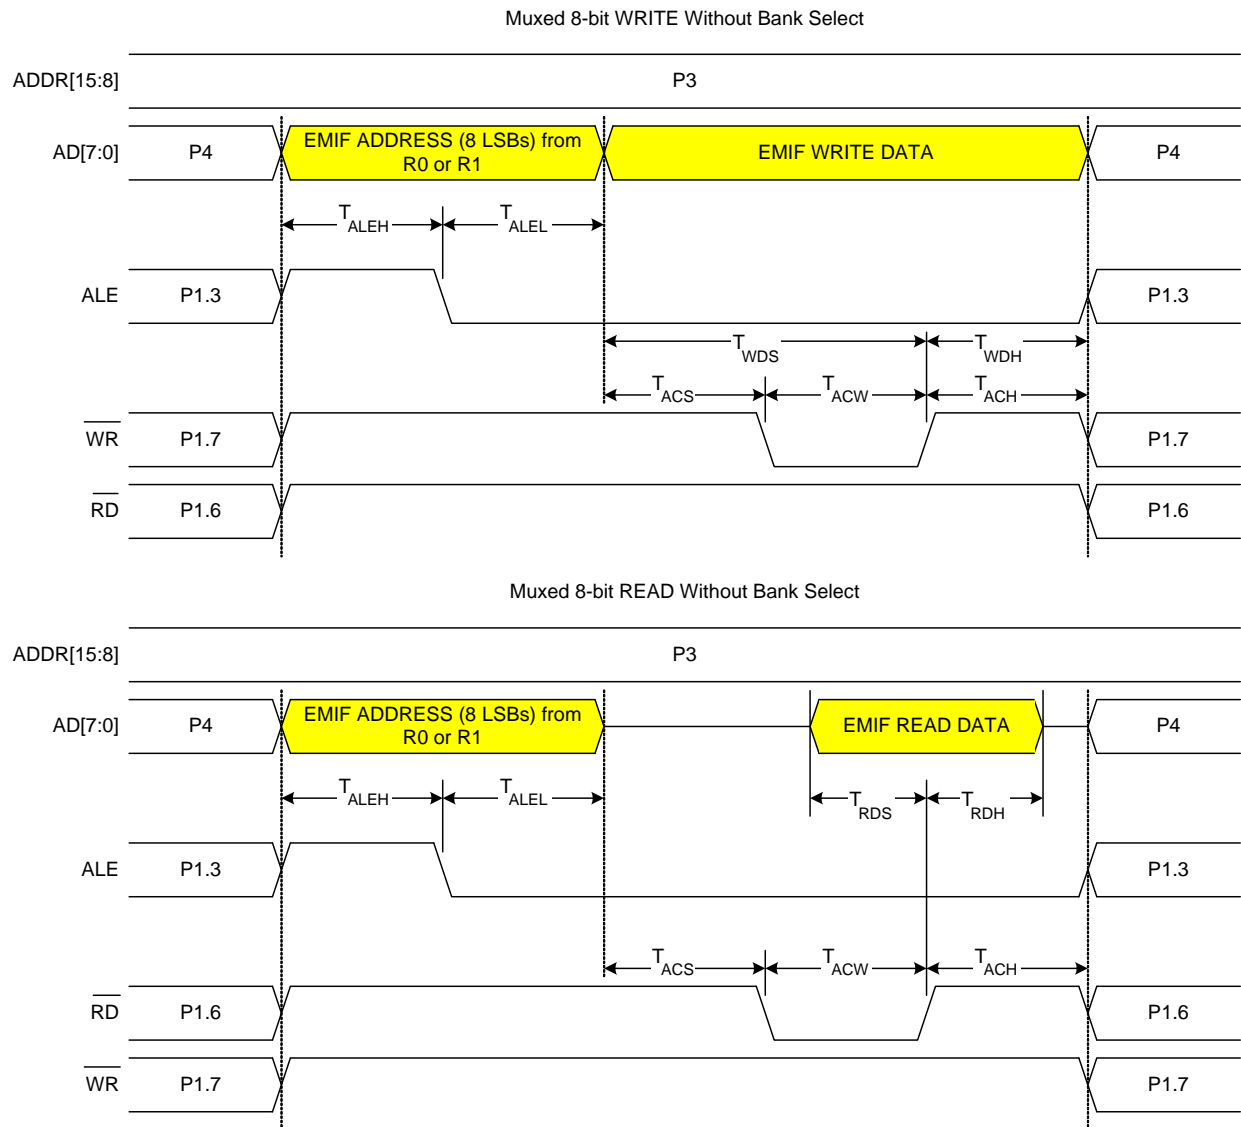 Muxed 8-bit WRITE Without Bank Select
ADDR[15:8] P3
AD[7:0] P4 EMIF ADDRESS (8 LSBs) from R0 or R1 EMIF WRITE DATA P4
TALEH TALEL
ALE P1.3 P1.3
TWDS TWDH
TACS TACW TACH
WR P1.7 P1.7
RD P1.6 P1.6
Muxed 8-bit READ Without Bank Select
ADDR[15:8] P3
AD[7:0] P4 EMIF ADDRESS (8 LSBs) from R0 or R1 EMIF READ DATA P4
TALEH TALEL TRDS TRDH
ALE P1.3 P1.3
TACS TACW TACH
RD P1.6 P1.6
WR P1.7 P1.7